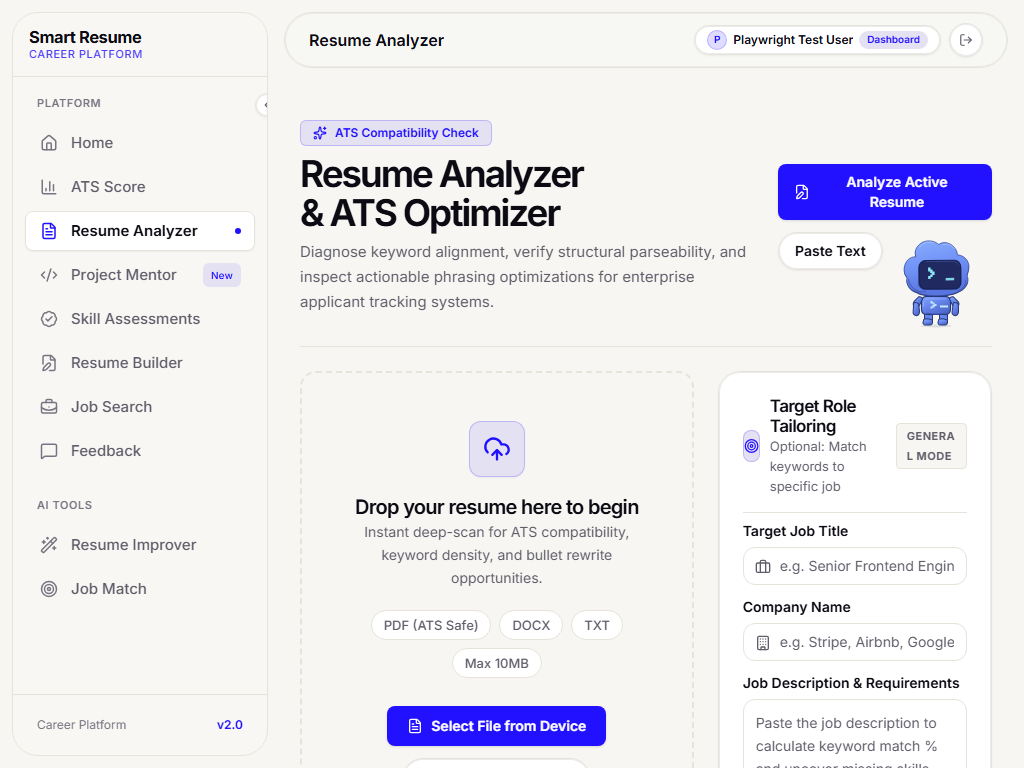 Smart Resume
CAREER PLATFORM
PLATFORM
Home
ATS Score
Resume Analyzer
Project Mentor
New
Skill Assessments
Resume Builder
Job Search
Feedback
AI TOOLS
Resume Improver
Job Match
Career Platform
v2.0
Resume Analyzer
P
Playwright Test User
Dashboard
ATS Compatibility Check
Resume Analyzer
& ATS Optimizer
Diagnose keyword alignment, verify structural parseability, and
inspect actionable phrasing optimizations for enterprise
applicant tracking systems.
Analyze Active
Resume
Paste Text
Drop your resume here to begin
Instant deep-scan for ATS compatibility,
keyword density, and bullet rewrite
opportunities.
PDF (ATS Safe)
DOCX
TXT
Max 10MB
Select File from Device
Target Role
Tailoring
Optional: Match
keywords to
specific job
GENERA
L MODE
Target Job Title
e.g. Senior Frontend Engin
Company Name
e.g. Stripe, Airbnb, Google
Job Description & Requirements
Paste the job description to
calculate keyword match %
and uncover missing skills